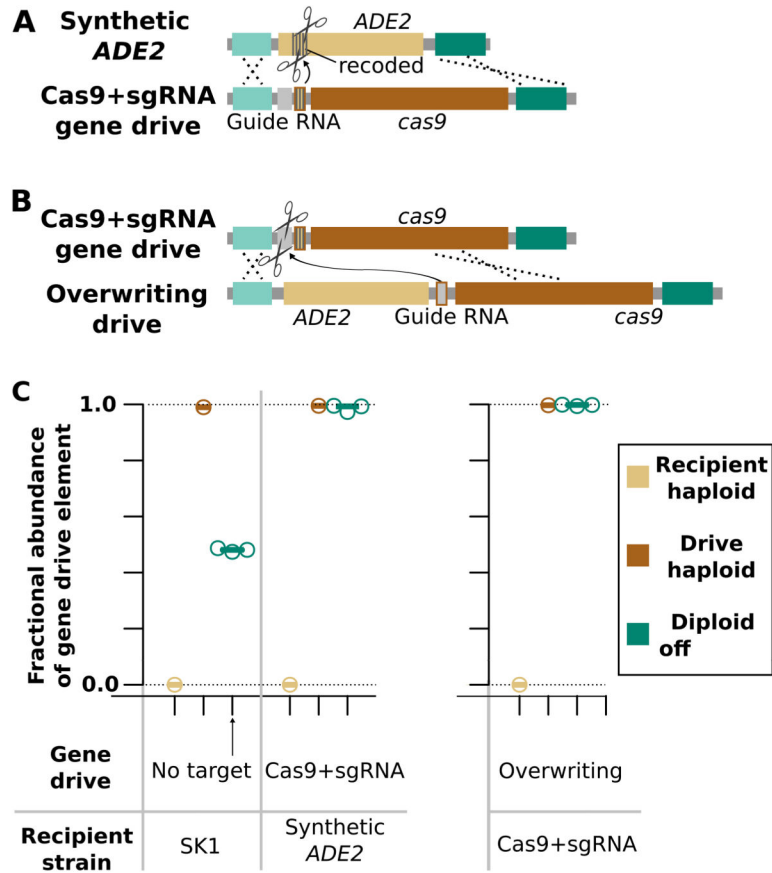 A
Synthetic
ADE2
ADE2
recoded
Cas9+sgRNA
gene drive
Guide RNA
cas9
B
Cas9+sgRNA
gene drive
cas9
Overwriting
drive
ADE2
Guide RNA
cas9
C
Fractional abundance
of gene drive element
1.0
0.0
Recipient
haploid
Drive
haploid
Diploid
off
Gene
drive
No target
Cas9+sgRNA
Overwriting
Recipient
strain
SK1
Synthetic
ADE2
Cas9+sgRNA